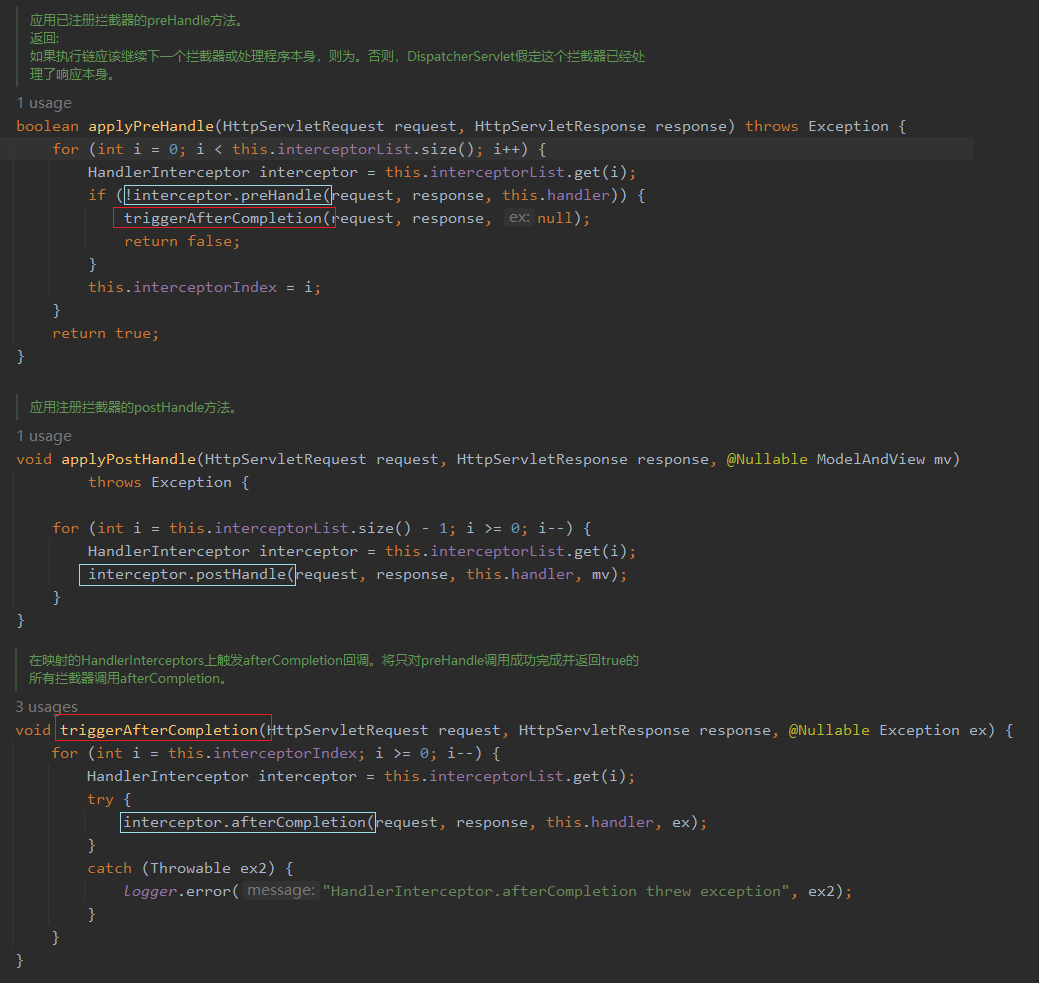 应用已注册拦截器的preHandle方法。
返回:
如果执行链应该继续下一个拦截器或处理程序本身，则为。否则，DispatcherServlet假定这个拦截器已经处
理了响应本身。
1 usage
boolean applyPreHandle(HttpServletRequest request, HttpServletResponse response) throws Exception {
for (int i = 0; i < this.interceptorList.size(); i++) {
HandlerInterceptor interceptor = this.interceptorList.get(i);
if (!interceptor.preHandle(request, response, this.handler)) {
triggerAfterCompletion(request, response, ex: null);
return false;
}
this.interceptorIndex = i;
}
return true;
}
应用注册拦截器的postHandle方法。
1 usage
void applyPostHandle(HttpServletRequest request, HttpServletResponse response, @Nullable ModelAndView mv)
throws Exception {
for (int i = this.interceptorList.size() - 1; i >= 0; i--) {
HandlerInterceptor interceptor = this.interceptorList.get(i);
interceptor.postHandle(request, response, this.handler, mv);
}
}
在映射的HandlerInterceptors上触发afterCompletion回调。将只对preHandle调用成功完成并返回true的
所有拦截器调用afterCompletion。
3 usages
void triggerAfterCompletion(HttpServletRequest request, HttpServletResponse response, @Nullable Exception ex) {
for (int i = this.interceptorIndex; i >= 0; i--) {
HandlerInterceptor interceptor = this.interceptorList.get(i);
try {
interceptor.afterCompletion(request, response, this.handler, ex);
}
catch (Throwable ex2) {
logger.error( message: "HandlerInterceptor.afterCompletion threw exception", ex2);
}
}
}